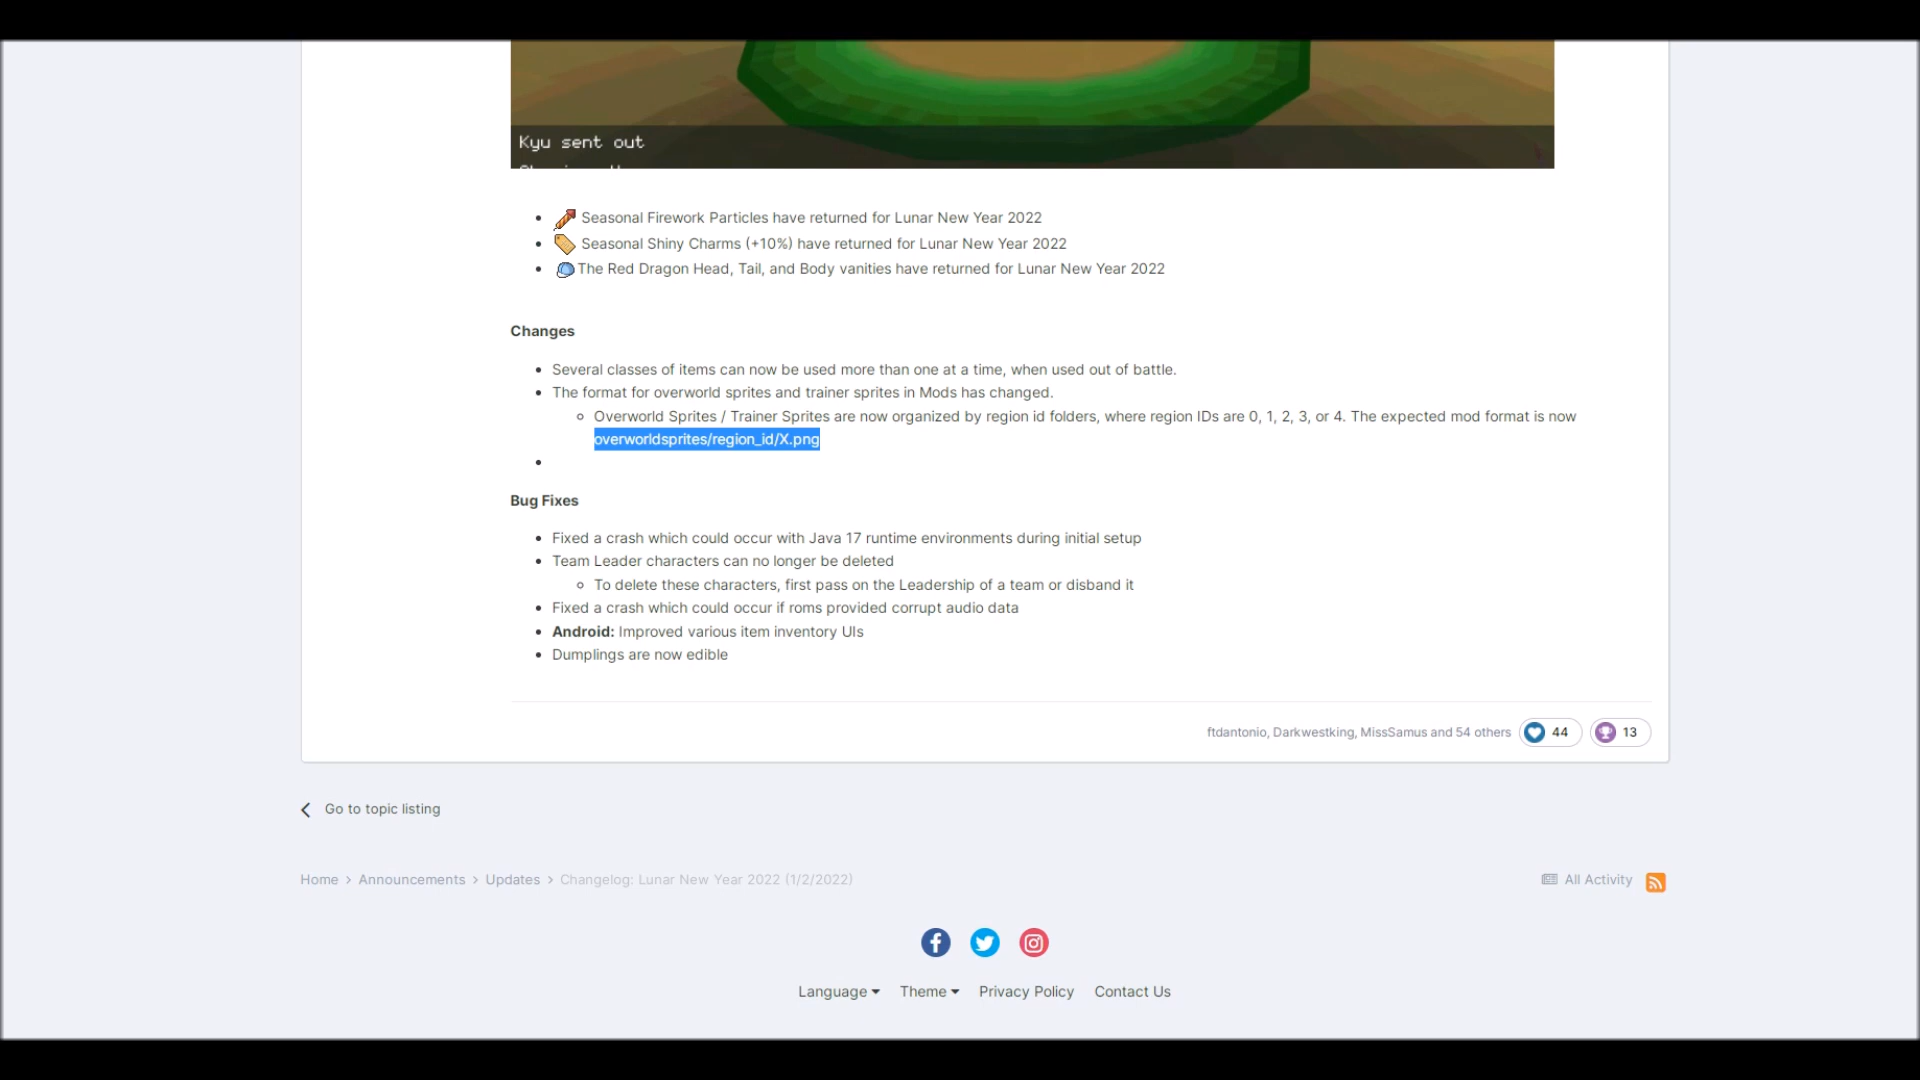 Kyu sent out
Seasonal Firework Particles have returned for Lunar New Year 2022
Seasonal Shiny Charms (+10%) have returned for Lunar New Year 2022
The Red Dragon Head, Tail, and Body vanities have returned for Lunar New Year 2022
Changes
Several classes of items can now be used more than one at a time, when used out of battle.
The format for overworld sprites and trainer sprites in Mods has changed.
Overworld Sprites / Trainer Sprites are now organized by region id folders, where region IDs are 0, 1, 2, 3, or 4. The expected mod format is now
overworldsprites/region_id/X.png
Bug Fixes
Fixed a crash which could occur with Java 17 runtime environments during initial setup
Team Leader characters can no longer be deleted
To delete these characters, first pass on the Leadership of a team or disband it
Fixed a crash which could occur if roms provided corrupt audio data
Android: Improved various item inventory UIs
Dumplings are now edible
ftdantonio, Darkwestking, MissSamus and 54 others 44 13
Go to topic listing
Home > Announcements > Updates > Changelog: Lunar New Year 2022 (1/2/2022) All Activity
Language Theme Privacy Policy Contact Us